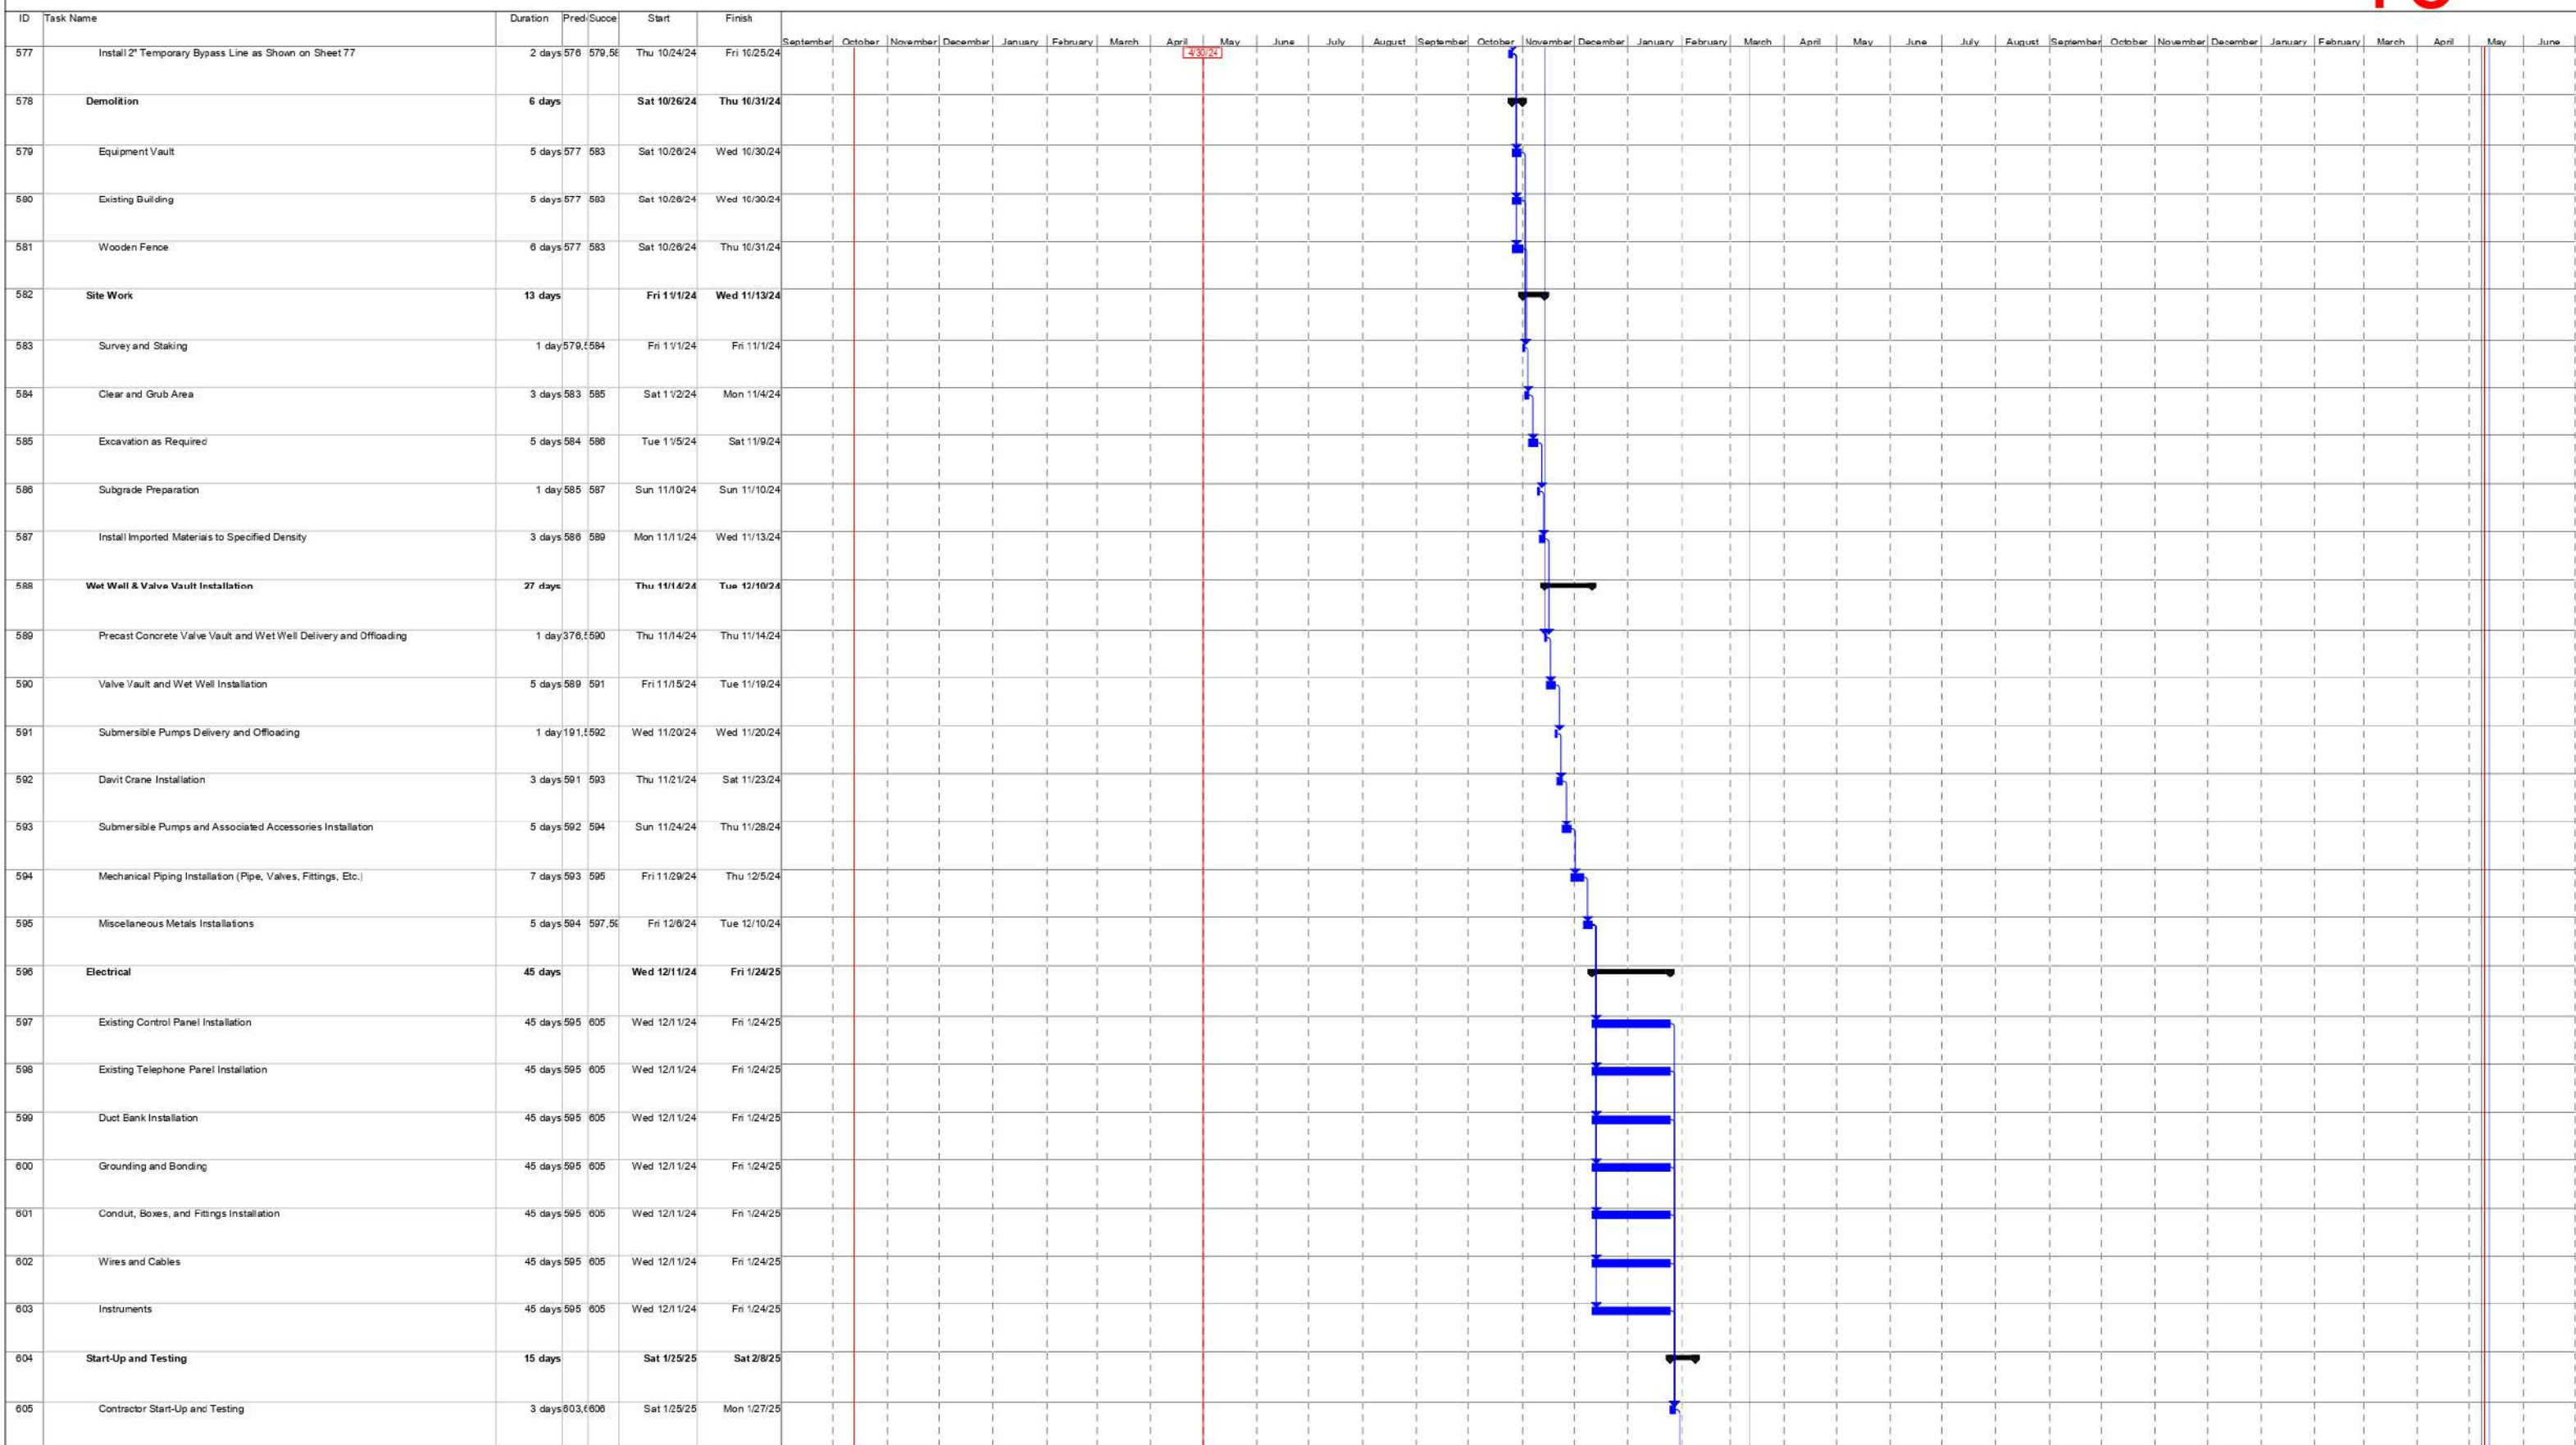 ID Task Name Duration Pred Succe Start Finish
September October November December January February March April May June July August September October November December January February March April May June July August September October November December January February March April May June
577 Install 2" Temporary Bypass Line as Shown on Sheet 77 2 days 576 579,58 Thu 10/24/24 Fri 10/25/24 4/30/24
578 Demolition 6 days Sat 10/26/24 Thu 10/31/24
579 Equipment Vault 5 days 577 583 Sat 10/26/24 Wed 10/30/24
580 Existing Building 5 days 577 583 Sat 10/26/24 Wed 10/30/24
581 Wooden Fence 6 days 577 583 Sat 10/26/24 Thu 10/31/24
582 Site Work 13 days Fri 11/1/24 Wed 11/13/24
583 Survey and Staking 1 day 579,5 584 Fri 11/1/24 Fri 11/1/24
584 Clear and Grub Area 3 days 583 585 Sat 11/2/24 Mon 11/4/24
585 Excavation as Required 5 days 584 586 Tue 11/5/24 Sat 11/9/24
586 Subgrade Preparation 1 day 585 587 Sun 11/10/24 Sun 11/10/24
587 Install Imported Materials to Specified Density 3 days 586 589 Mon 11/11/24 Wed 11/13/24
588 Wet Well & Valve Vault Installation 27 days Thu 11/14/24 Tue 12/10/24
589 Precast Concrete Valve Vault and Wet Well Delivery and Offloading 1 day 376,5 590 Thu 11/14/24 Thu 11/14/24
590 Valve Vault and Wet Well Installation 5 days 589 591 Fri 11/15/24 Tue 11/19/24
591 Submersible Pumps Delivery and Offloading 1 day 191,5 592 Wed 11/20/24 Wed 11/20/24
592 Davit Crane Installation 3 days 591 593 Thu 11/21/24 Sat 11/23/24
593 Submersible Pumps and Associated Accessories Installation 5 days 592 594 Sun 11/24/24 Thu 11/28/24
594 Mechanical Piping Installation (Pipe, Valves, Fittings, Etc.) 7 days 593 595 Fri 11/29/24 Thu 12/5/24
595 Miscellaneous Metals Installations 5 days 594 597,59 Fri 12/6/24 Tue 12/10/24
596 Electrical 45 days Wed 12/11/24 Fri 1/24/25
597 Existing Control Panel Installation 45 days 595 605 Wed 12/11/24 Fri 1/24/25
598 Existing Telephone Panel Installation 45 days 595 605 Wed 12/11/24 Fri 1/24/25
599 Duct Bank Installation 45 days 595 605 Wed 12/11/24 Fri 1/24/25
600 Grounding and Bonding 45 days 595 605 Wed 12/11/24 Fri 1/24/25
601 Conduit, Boxes, and Fittings Installation 45 days 595 605 Wed 12/11/24 Fri 1/24/25
602 Wires and Cables 45 days 595 605 Wed 12/11/24 Fri 1/24/25
603 Instruments 45 days 595 605 Wed 12/11/24 Fri 1/24/25
604 Start-Up and Testing 15 days Sat 1/25/25 Sat 2/8/25
605 Contractor Start-Up and Testing 3 days 603,6 606 Sat 1/25/25 Mon 1/27/25